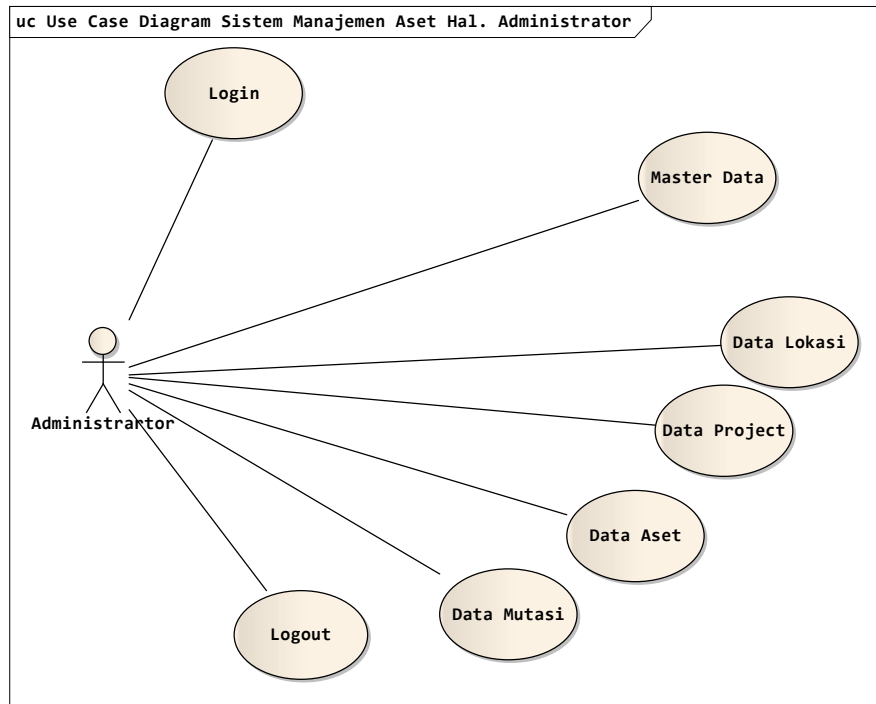 uc Use Case Diagram Sistem Manajemen Aset Hal. Administrator
Login
Master Data
Data Lokasi
Administrartor
Data Project
Data Aset
Data Mutasi
Logout